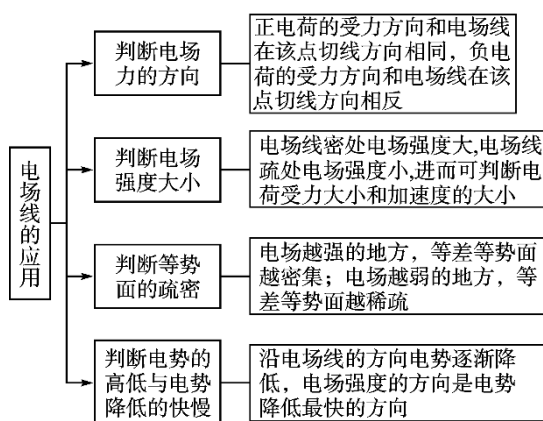 电场线的应用
判断电场
力的方向
正电荷的受力方向和电场线
在该点切线方向相同，负电
荷的受力方向和电场线在该
点切线方向相反
判断电场
强度大小
电场线密处电场强度大,电场线
疏处电场强度小,进而可判断电
荷受力大小和加速度的大小
判断等势
面的疏密
电场越强的地方，等差等势面
越密集；电场越弱的地方，等
差等势面越稀疏
判断电势的
高低与电势
降低的快慢
沿电场线的方向电势逐渐降
低，电场强度的方向是电势
降低最快的方向